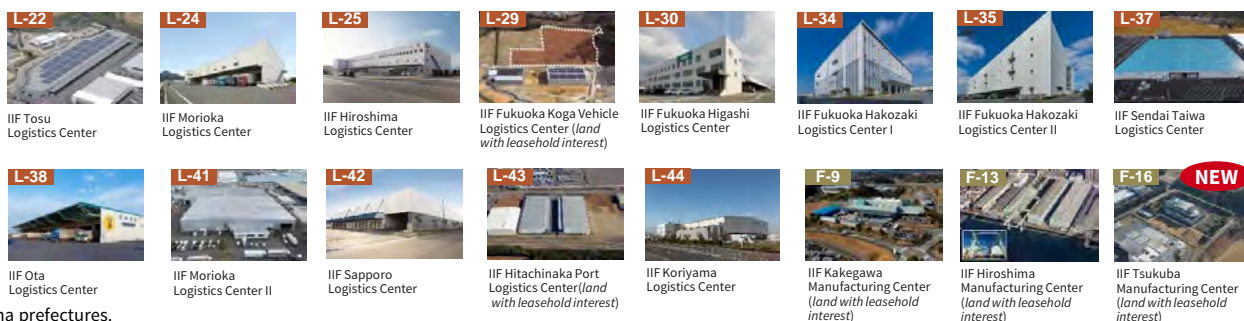 L-22
L-24
L-25
L-29
L-30
L-34
L-35
L-37
IIF Tosu
Logistics Center
IIF Morioka
Logistics Center
IIF Hiroshima
Logistics Center
IIF Fukuoka Koga Vehicle
Logistics Center (land
with leasehold interest)
IIF Fukuoka Higashi
Logistics Center
IIF Fukuoka Hakozaki
Logistics Center I
IIF Fukuoka Hakozaki
Logistics Center II
IIF Sendai Taiwa
Logistics Center
L-38
L-41
L-42
L-43
L-44
F-9
F-13
F-16
NEW
IIF Ota
Logistics Center
IIF Morioka
Logistics Center II
IIF Sapporo
Logistics Center
IIF Hitachinaka Port
Logistics Center(land
with leasehold interest)
IIF Koriyama
Logistics Center
IIF Kakegawa
Manufacturing Center
(land with leasehold
interest)
IIF Hiroshima
Manufacturing Center
(land with leasehold
interest)
IIF Tsukuba
Manufacturing Center
(land with leasehold
interest)
na prefectures.